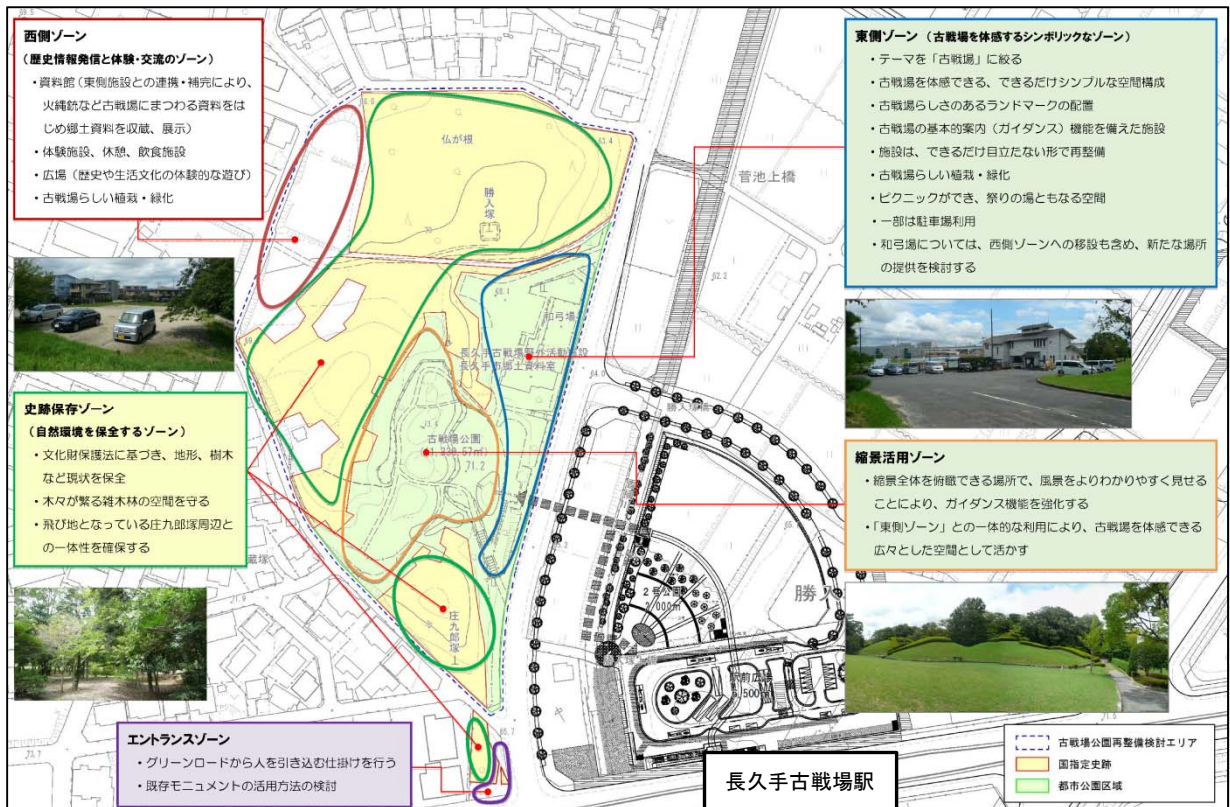 西側ゾーン
(歴史情報発信と体験・交流のゾーン)
・資料館(東側施設との連携・補完により、
火縄銃など古戦場にまつわる資料をは
じめ郷土資料を収蔵、展示)
・体験施設、休憩、飲食施設
・広場(歴史や生活文化の体験的な遊び)
・古戦場らしい植栽・緑化
史跡保存ゾーン
(自然環境を保全するゾーン)
・文化財保護法に基づき、地形、樹木
など現状を保全
・木々が繁る雑木林の空間を守る
・飛び地となっている庄九郎塚周辺と
の一体性を確保する
エントランスゾーン
・グリーンロードから人を引き込む仕掛けを行う
・既存モニュメントの活用方法の検討
仏が根
勝入塚
菅池上橋
和弓場
長久手古戦場野外活動施設
長久手市郷土資料室
古戦場公園
71.2
庄九郎塚
勝入塚橋
2号公園
2,000㎡
駅前広場
勝入
63.4
62.2
64.0
68.1
65.7
73.7
71.5
長久手古戦場駅
東側ゾーン(古戦場を体感するシンボリックなゾーン)
・テーマを「古戦場」に絞る
・古戦場を体感できる、できるだけシンプルな空間構成
・古戦場らしさのあるランドマークの配置
・古戦場の基本的案内(ガイダンス)機能を備えた施設
・施設は、できるだけ目立たない形で再整備
・古戦場らしい植栽・緑化
・ピクニックができ、祭りの場ともなる空間
・一部は駐車場利用
・和弓場については、西側ゾーンへの移設も含め、新たな場所
の提供を検討する
縮景活用ゾーン
・縮景全体を俯瞰できる場所で、風景をよりわかりやすく見せる
ことにより、ガイダンス機能を強化する
・「東側ゾーン」との一体的な利用により、古戦場を体感できる
広々とした空間として活かす
古戦場公園再整備検討エリア
国指定史跡
都市公園区域